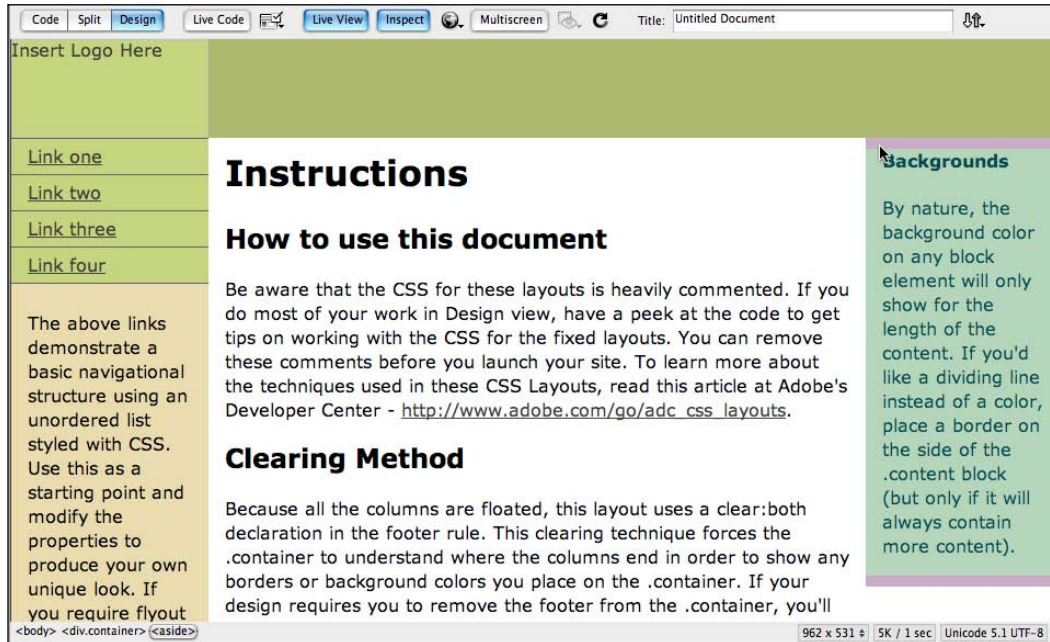 Code Split Design Live Code Live View Inspect Multiscreen Title: Untitled Document
Insert Logo Here
Link one
Link two
Link three
Link four
The above links
demonstrate a
basic navigational
structure using an
unordered list
styled with CSS.
Use this as a
starting point and
modify the
properties to
produce your own
unique look. If
you require flyout
Instructions
How to use this document
Be aware that the CSS for these layouts is heavily commented. If you
do most of your work in Design view, have a peek at the code to get
tips on working with the CSS for the fixed layouts. You can remove
these comments before you launch your site. To learn more about
the techniques used in these CSS Layouts, read this article at Adobe's
Developer Center - http://www.adobe.com/go/adc_css_layouts.
Clearing Method
Because all the columns are floated, this layout uses a clear:both
declaration in the footer rule. This clearing technique forces the
.container to understand where the columns end in order to show any
borders or background colors you place on the .container. If your
design requires you to remove the footer from the .container, you'll
Backgrounds
By nature, the
background color
on any block
element will only
show for the
length of the
content. If you'd
like a dividing line
instead of a color,
place a border on
the side of the
.content block
(but only if it will
always contain
more content).
<body> <div.container> <aside> 962 x 531 5K / 1 sec Unicode 5.1 UTF-8